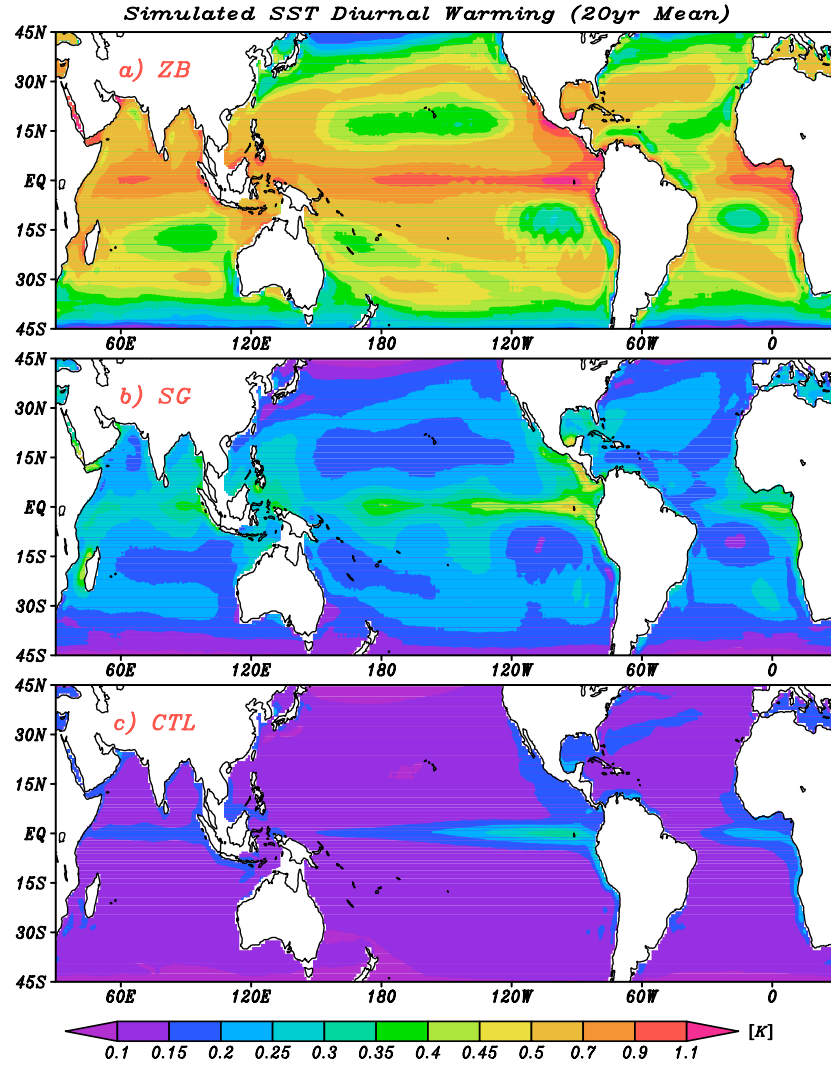 Simulated SST Diurnal Warming (20yr Mean)
45N
a) ZB
30N
15N
EQ
15S
30S
45S
60E 120E 180 120W 60W 0
45N
b) SG
30N
15N
EQ
15S
30S
45S
60E 120E 180 120W 60W 0
45N
c) CTL
30N
15N
EQ
15S
30S
45S
60E 120E 180 120W 60W 0
[K]
0.1 0.15 0.2 0.25 0.3 0.35 0.4 0.45 0.5 0.7 0.9 1.1